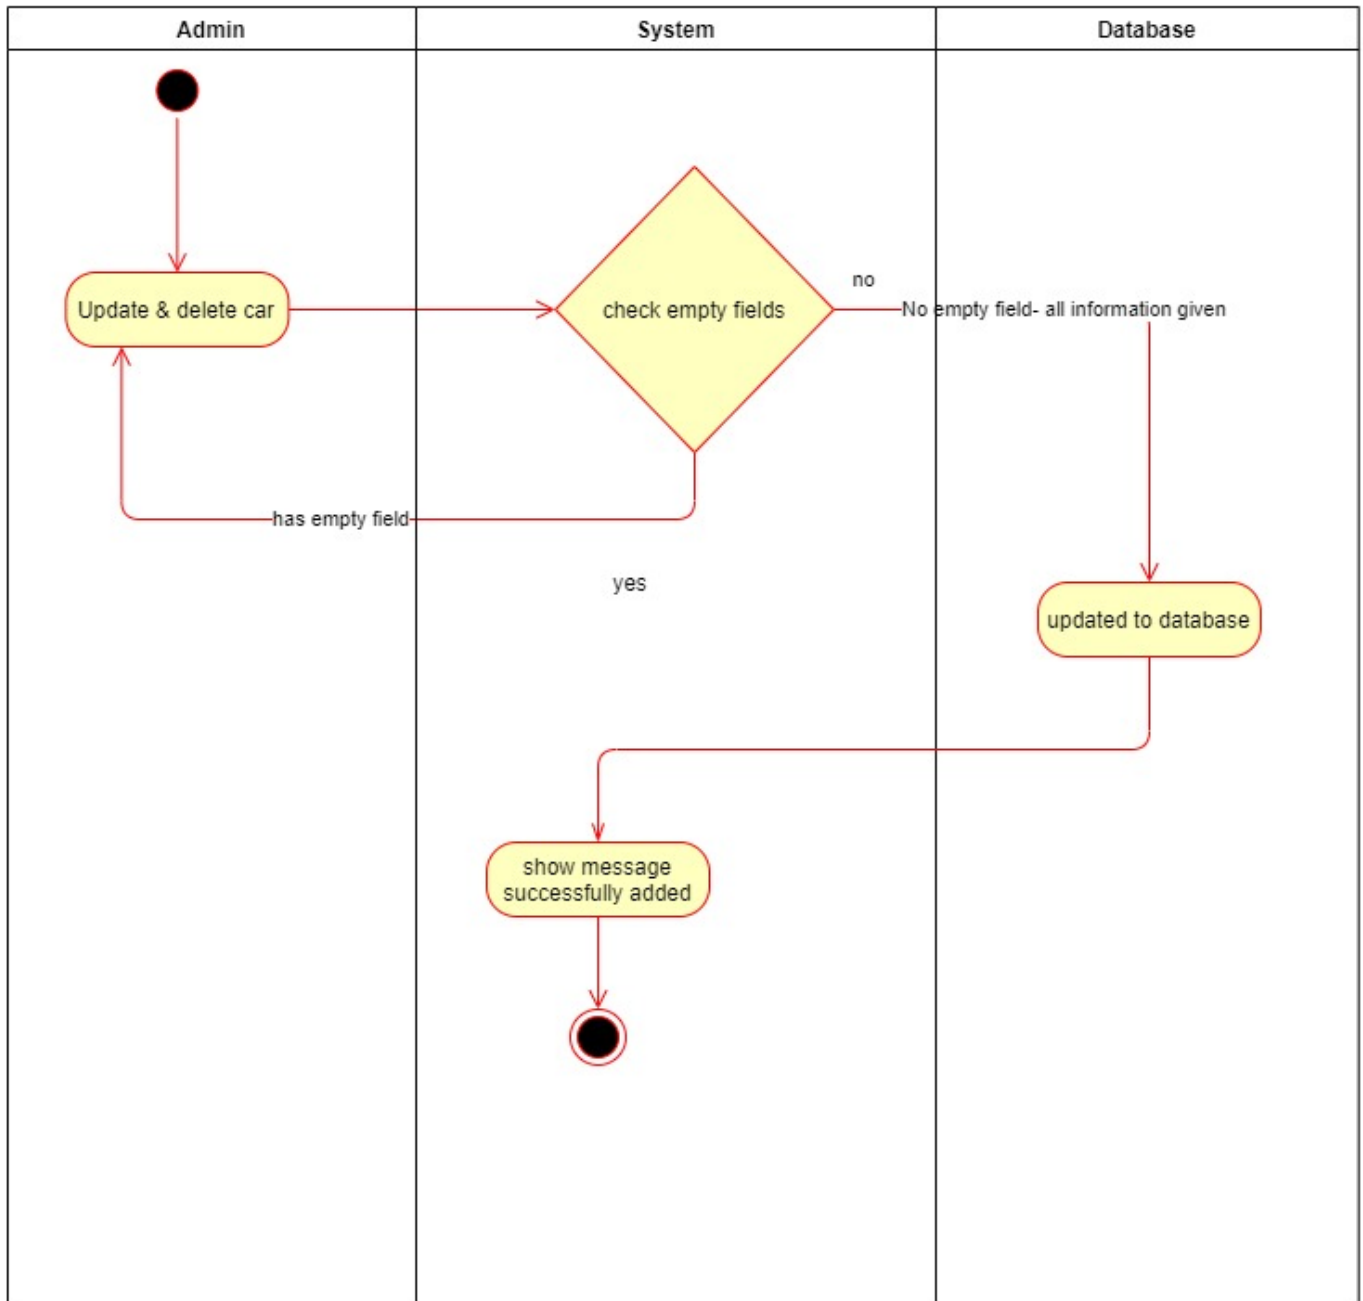 Admin
System
Database
Update & delete car
check empty fields
no
No empty field- all information given
has empty field
yes
updated to database
show message
successfully added